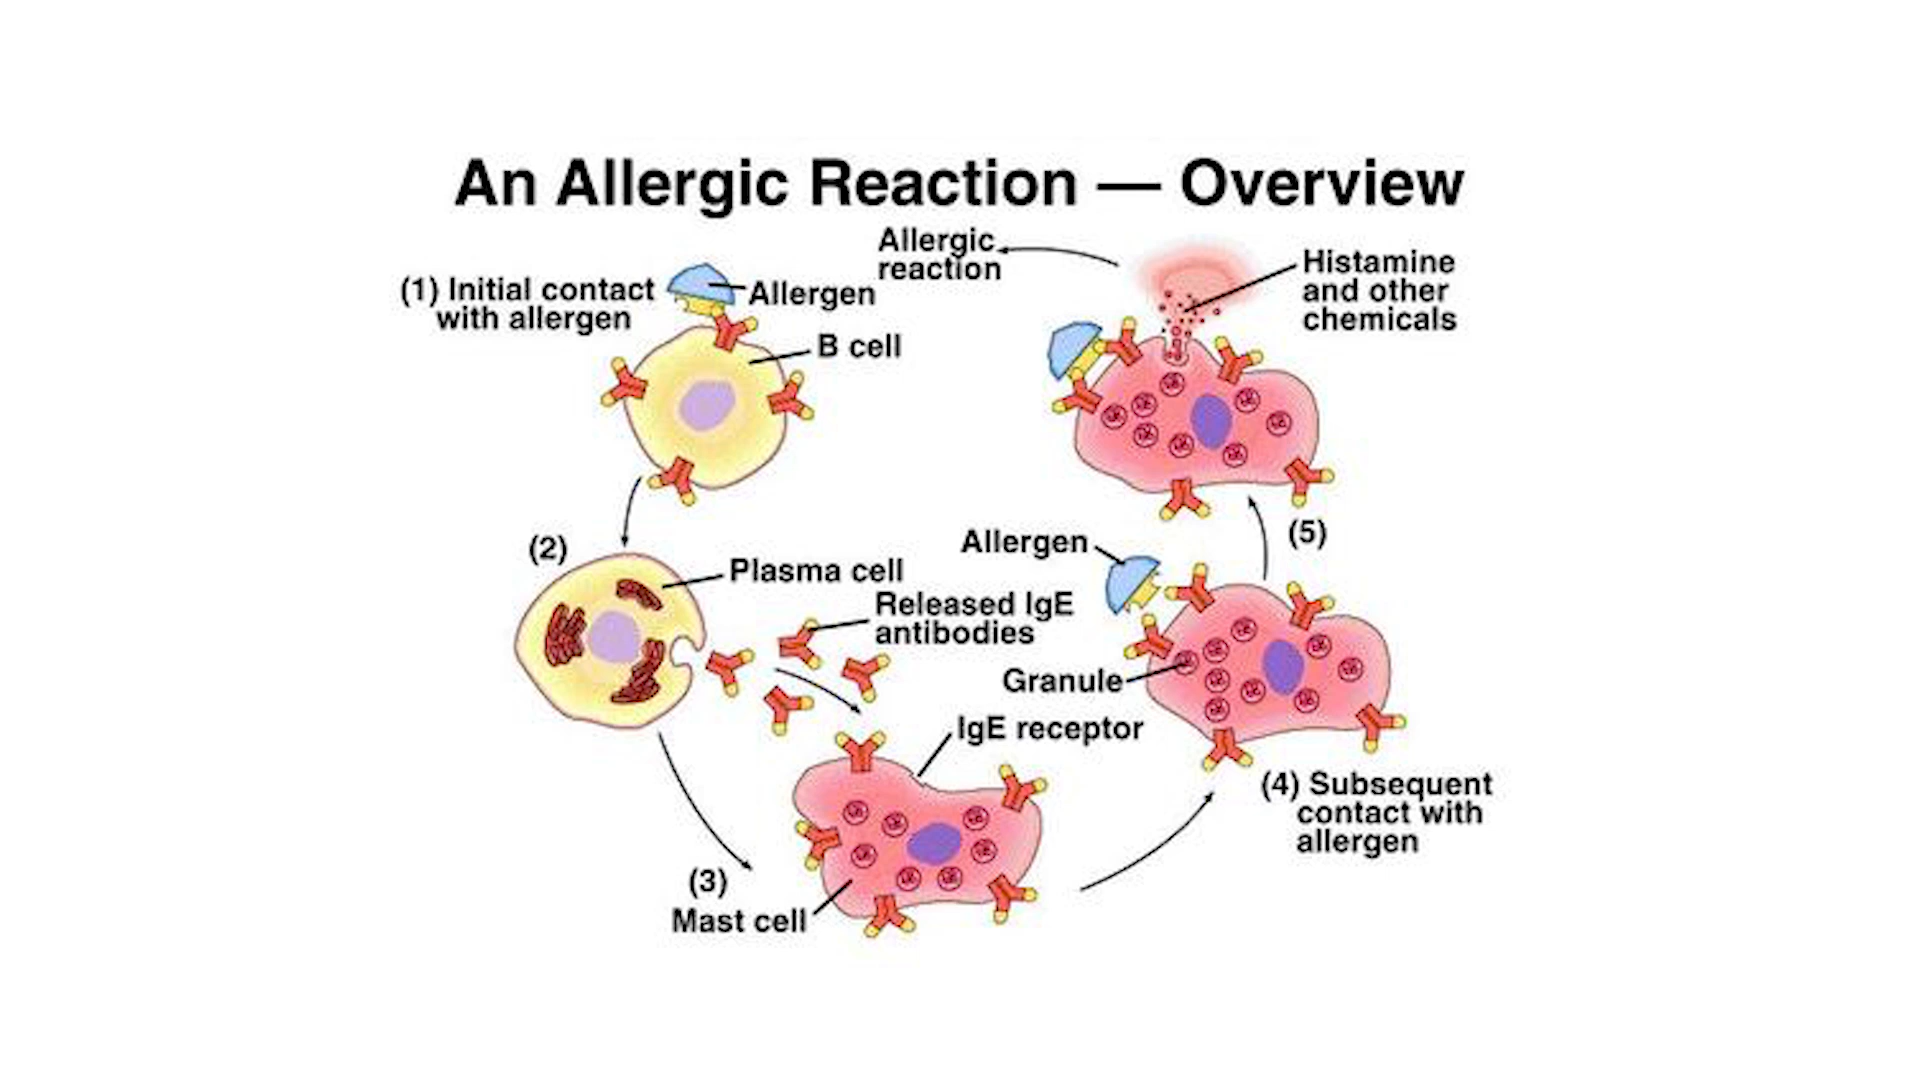 An Allergic Reaction — Overview
(1) Initial contact
with allergen
Allergen
B cell
(2)
Plasma cell
Released IgE
antibodies
(3)
Mast cell
IgE receptor
Allergen
Granule
(4) Subsequent
contact with
allergen
(5)
Histamine
and other
chemicals
Allergic
reaction